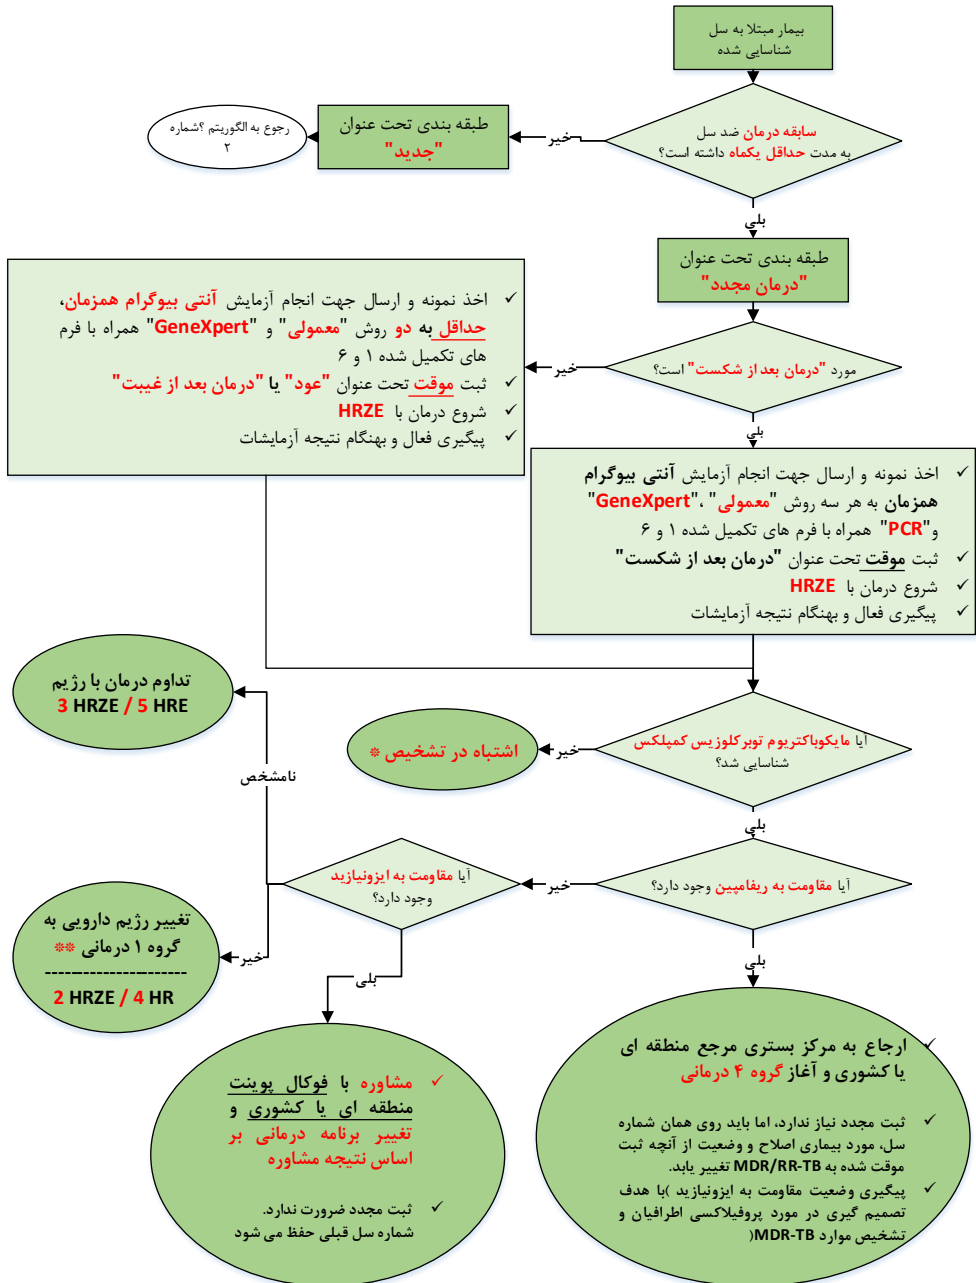 بیمار مبتلا به سل
شناسایی شده
سابقه درمان ضد سل
به مدت حداقل یکماه داشته است؟
خیر
طبقه بندی تحت عنوان
"جدید"
رجوع به الگوریتم ؟شماره
۲
بلی
طبقه بندی تحت عنوان
"درمان مجدد"
مورد "درمان بعد از شکست" است؟
خیر
✓ اخذ نمونه و ارسال جهت انجام آزمایش آنتی بیوگرام همزمان،
حداقل به دو روش "معمولی" و "GeneXpert" همراه با فرم
های تکمیل شده ۱ و ۶
✓ ثبت موقت تحت عنوان "عود" یا "درمان بعد از غیبت"
✓ شروع درمان با HRZE
✓ پیگیری فعال و بهنگام نتیجه آزمایشات
بلی
✓ اخذ نمونه و ارسال جهت انجام آزمایش آنتی بیوگرام
همزمان به هر سه روش "معمولی" ،"GeneXpert"
و"PCR" همراه با فرم های تکمیل شده ۱ و ۶
✓ ثبت موقت تحت عنوان "درمان بعد از شکست"
✓ شروع درمان با HRZE
✓ پیگیری فعال و بهنگام نتیجه آزمایشات
آیا مایکوباکتریوم توبرکلوزیس کمپلکس
شناسایی شد؟
خیر
اشتباه در تشخیص *
تداوم درمان با رژیم
3 HRZE / 5 HRE
نامشخص
بلی
آیا مقاومت به ریفامپین وجود دارد؟
خیر
آیا مقاومت به ایزونیازید
وجود دارد؟
خیر
تغییر رژیم دارویی به
گروه ۱ درمانی **
----------------------
2 HRZE / 4 HR
بلی
بلی
✓ ارجاع به مرکز بستری مرجع منطقه ای
یا کشوری و آغاز گروه ۴ درمانی
✓ ثبت مجدد نیاز ندارد، اما باید روی همان شماره
سل، مورد بیماری اصلاح و وضعیت از آنچه ثبت
موقت شده به MDR/RR-TB تغییر یابد.
✓ پیگیری وضعیت مقاومت به ایزونیازید )با هدف
تصمیم گیری در مورد پروفیلاکسی اطرافیان و
تشخیص موارد MDR-TB(
✓ مشاوره با فوکال پوینت
منطقه ای یا کشوری و
تغییر برنامه درمانی بر
اساس نتیجه مشاوره
✓ ثبت مجدد ضرورت ندارد.
شماره سل قبلی حفظ می شود